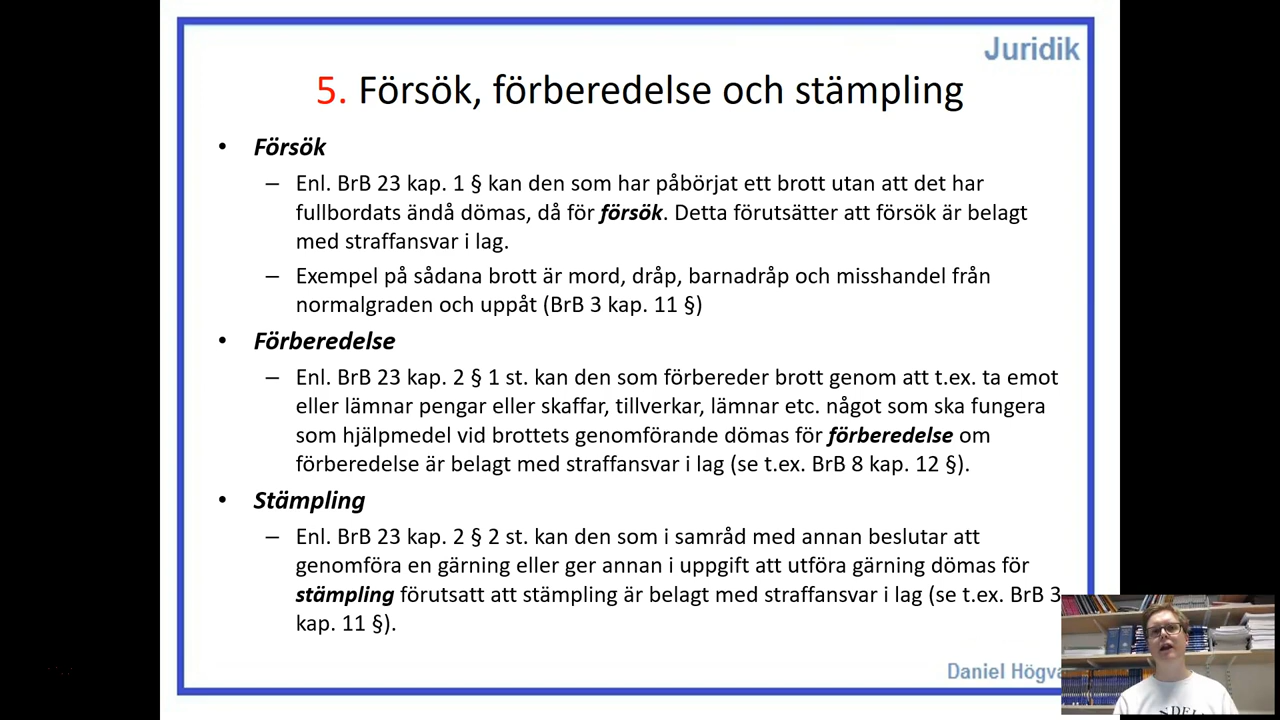 Juridik
5. Försök, förberedelse och stämpling
• Försök
– Enl. BrB 23 kap. 1 § kan den som har påbörjat ett brott utan att det har
fullbordats ändå dömas, då för försök. Detta förutsätter att försök är belagt
med straffansvar i lag.
– Exempel på sådana brott är mord, dråp, barnadråp och misshandel från
normalgraden och uppåt (BrB 3 kap. 11 §)
• Förberedelse
– Enl. BrB 23 kap. 2 § 1 st. kan den som förbereder brott genom att t.ex. ta emot
eller lämnar pengar eller skaffar, tillverkar, lämnar etc. något som ska fungera
som hjälpmedel vid brottets genomförande dömas för förberedelse om
förberedelse är belagt med straffansvar i lag (se t.ex. BrB 8 kap. 12 §).
• Stämpling
– Enl. BrB 23 kap. 2 § 2 st. kan den som i samråd med annan beslutar att
genomföra en gärning eller ger annan i uppgift att utföra gärning dömas för
stämpling förutsatt att stämpling är belagt med straffansvar i lag (se t.ex. BrB 3
kap. 11 §).
Daniel